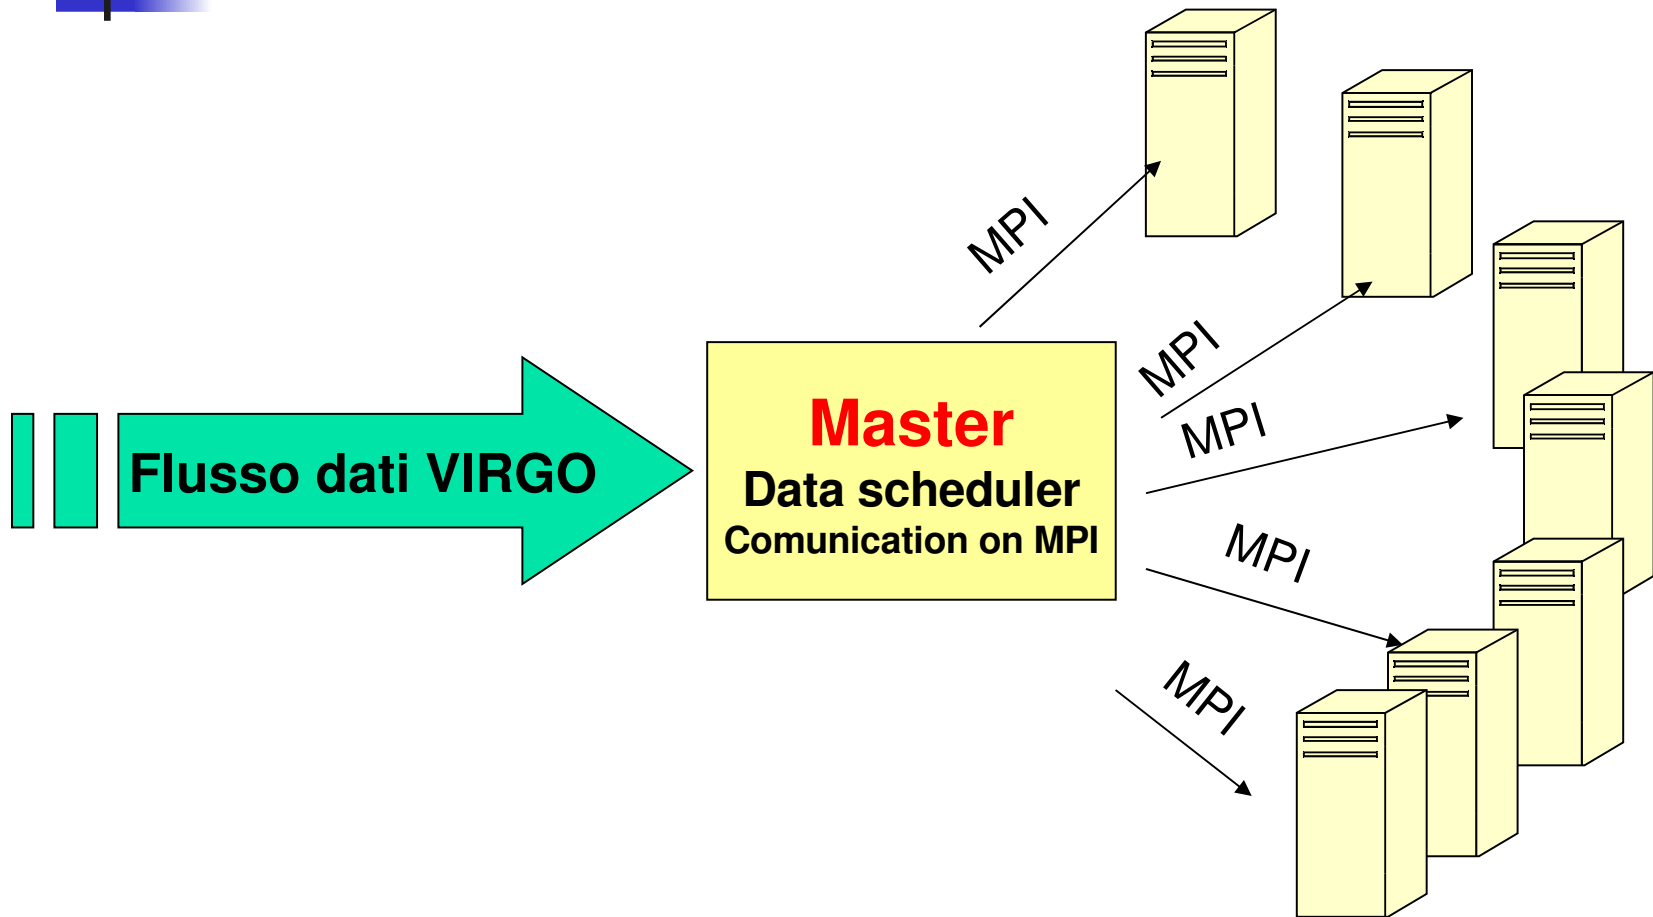 MPI
MPI
MPI
Flusso dati VIRGO
Master
Data scheduler
Comunication on MPI
MPI
MPI